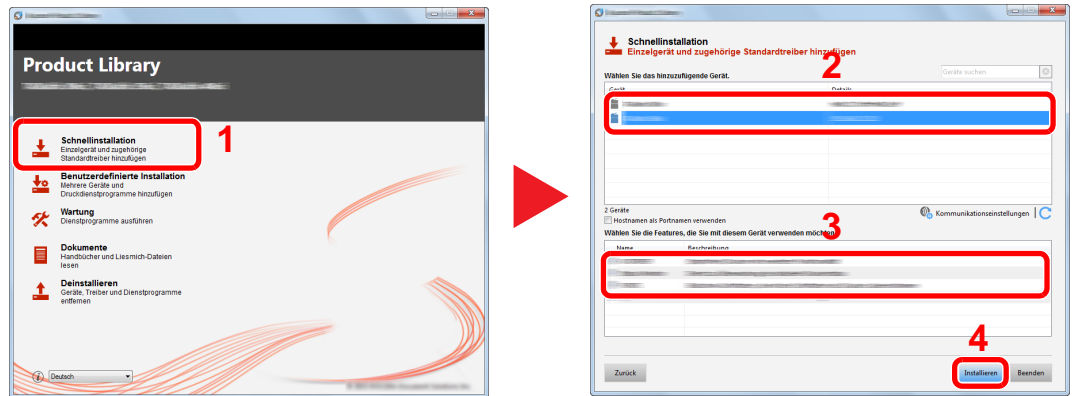 Product Library
Schnellinstallation
Einzelgerät und zugehörige
Standardtreiber hinzufügen
1
Benutzerdefinierte Installation
Mehrere Geräte und
Druckdienstprogramme hinzufügen
Wartung
Dienstprogramme ausführen
Dokumente
Handbücher und Liesmich-Dateien
lesen
Deinstallieren
Geräte, Treiber und Dienstprogramme
entfernen
Deutsch
Schnellinstallation
Einzelgerät und zugehörige Standardtreiber hinzufügen
2
Wählen Sie das hinzuzufügende Gerät.
Geräte suchen
Gerät Details
2 Geräte
Kommunikationseinstellungen
Hostnamen als Portnamen verwenden
3
Wählen Sie die Features, die Sie mit diesem Gerät verwenden möchten
Name Beschreibung
4
Zurück Installieren Beenden